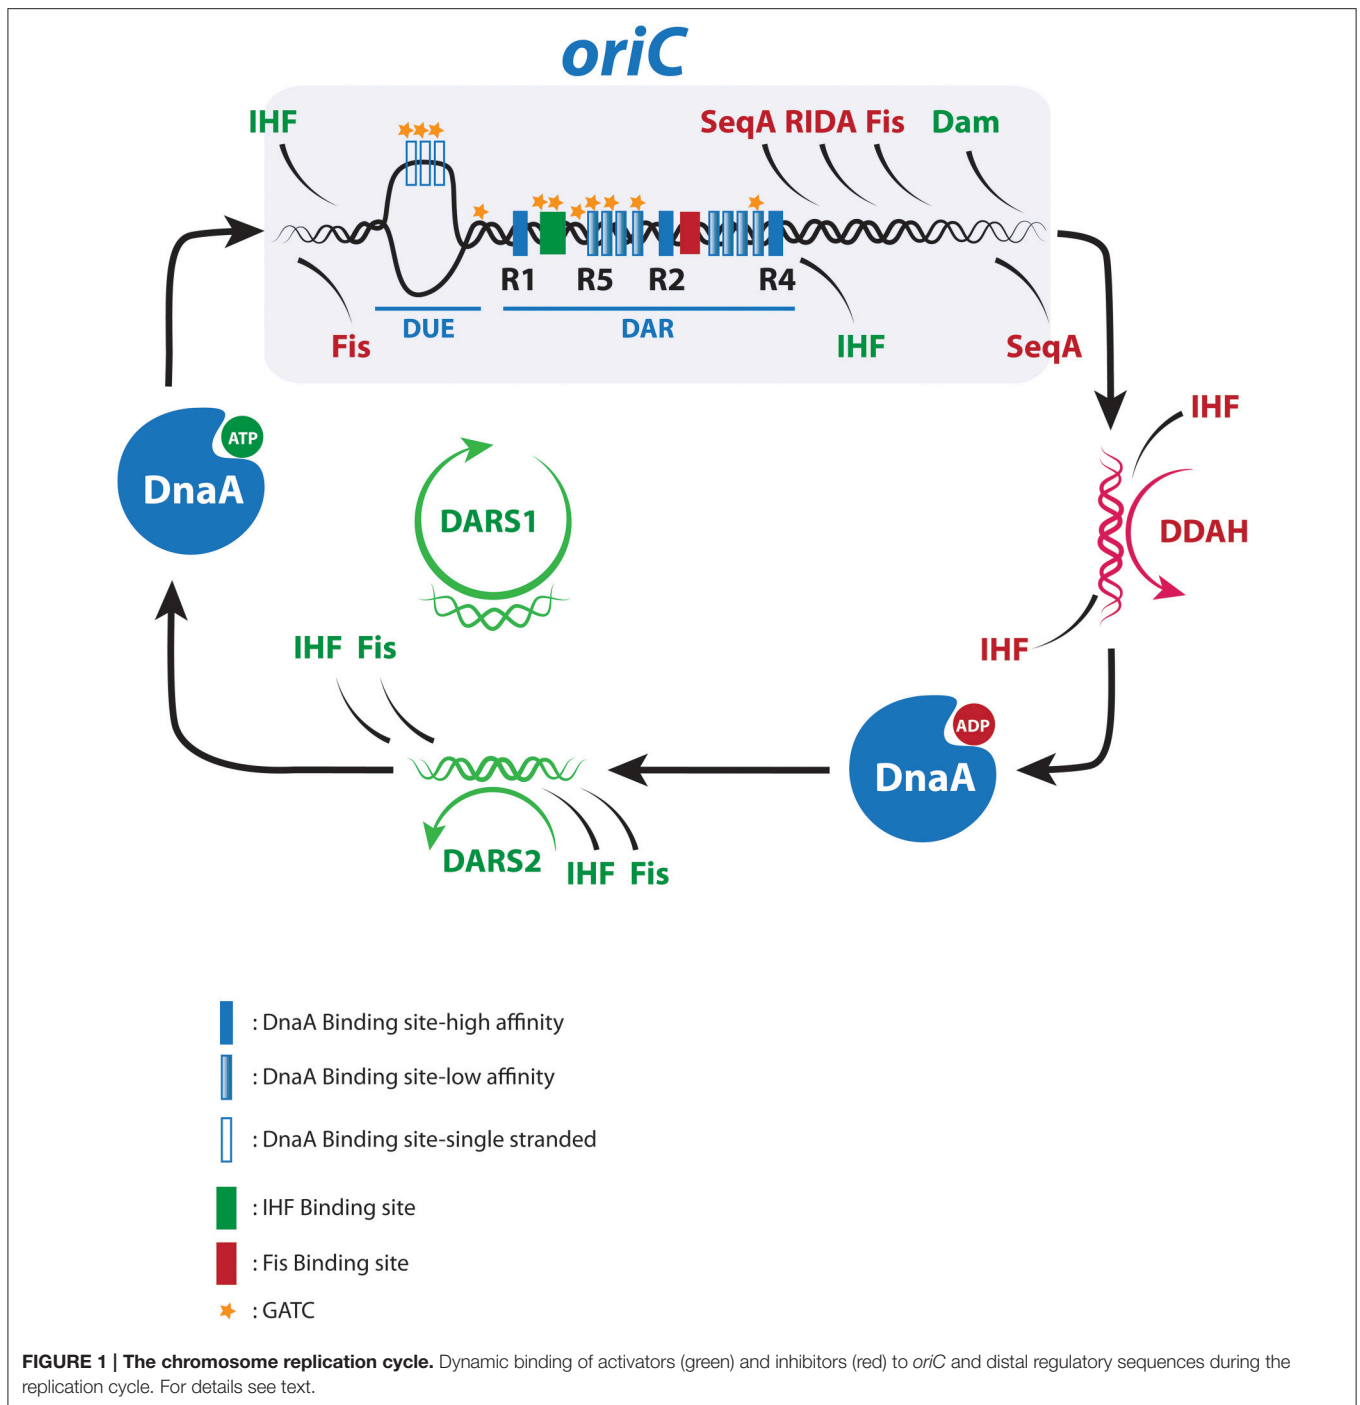 oriC
IHF
SeqA RIDA Fis Dam
R1 R5 R2 R4
DUE
DAR
Fis
IHF
SeqA
IHF
ATP
DnaA
DARS1
DDAH
IHF Fis
IHF
ADP
DnaA
DARS2
IHF Fis
: DnaA Binding site-high affinity
: DnaA Binding site-low affinity
: DnaA Binding site-single stranded
: IHF Binding site
: Fis Binding site
: GATC
FIGURE 1 | The chromosome replication cycle. Dynamic binding of activators (green) and inhibitors (red) to oriC and distal regulatory sequences during the
replication cycle. For details see text.